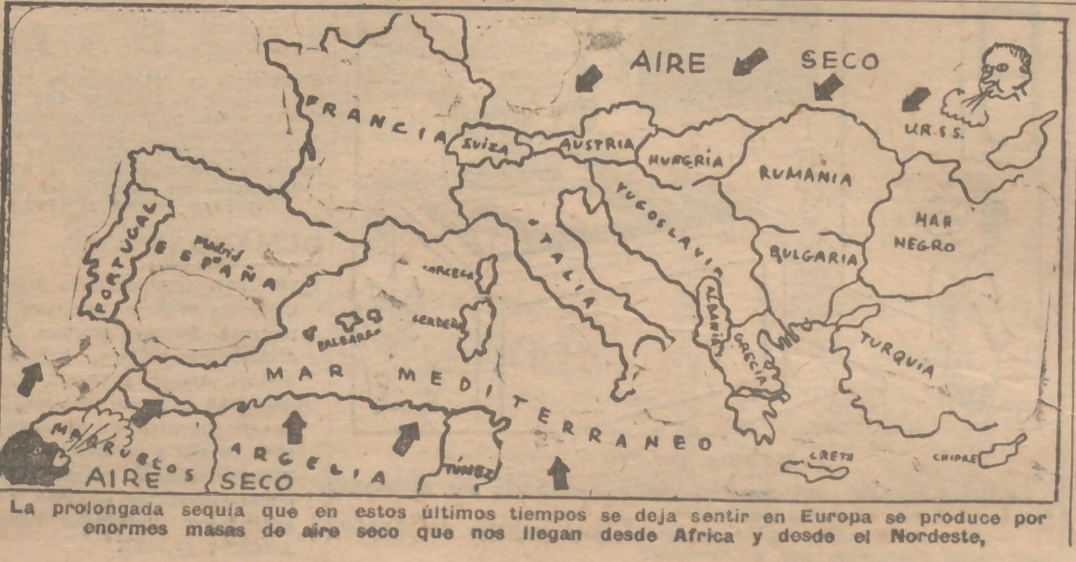 AIRE SECO
U.R.S.S.
FRANCIA
SUIZA
AUSTRIA
HUNGRIA
RUMANIA
MAR
NEGRO
YUGOSLAVIA
PORTUGAL
Madrid
ESPAÑA
ITALIA
BULGARIA
CORCEGA
CERDEÑA
BALEARES
ALBANIA
GRECIA
TURQUIA
MAR MEDITERRANEO
MARRUECOS
ARGELIA
TÚNEZ
CRETA
CHIPRE
AIRE SECO
La prolongada sequía que en estos últimos tiempos se deja sentir en Europa se produce por
enormes masas de aire seco que nos llegan desde Africa y desde el Nordeste,